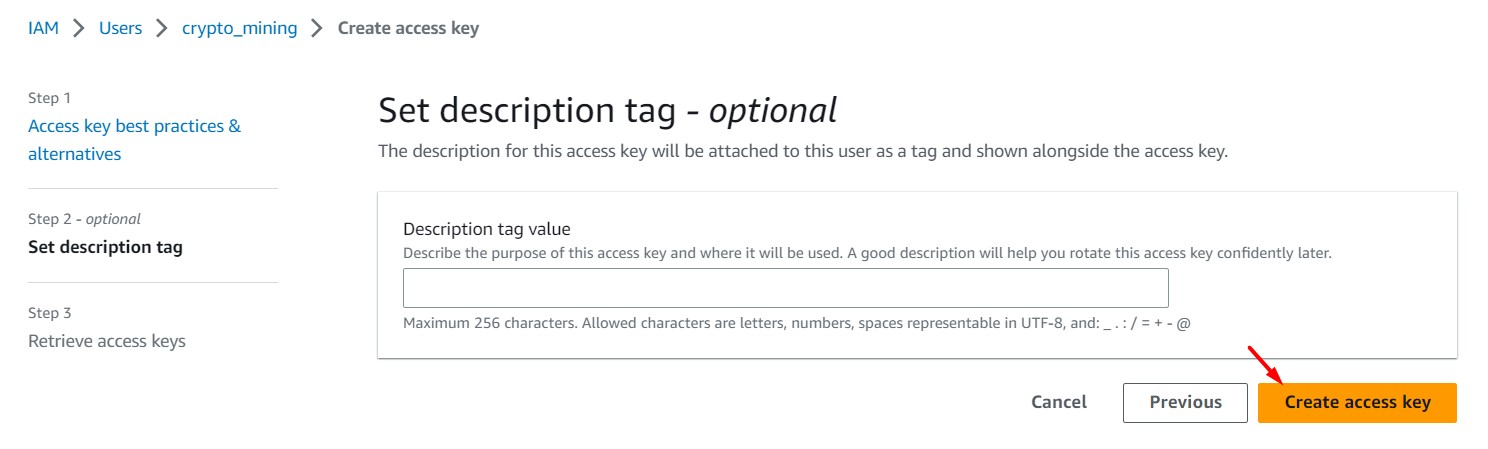 IAM > Users > crypto_mining > Create access key
Step 1
Access key best practices &
alternatives
Step 2 - optional
Set description tag
Step 3
Retrieve access keys
Set description tag - optional
The description for this access key will be attached to this user as a tag and shown alongside the access key.
Description tag value
Describe the purpose of this access key and where it will be used. A good description will help you rotate this access key confidently later.
Maximum 256 characters. Allowed characters are letters, numbers, spaces representable in UTF-8, and: _ . : / = + - @
Cancel Previous Create access key